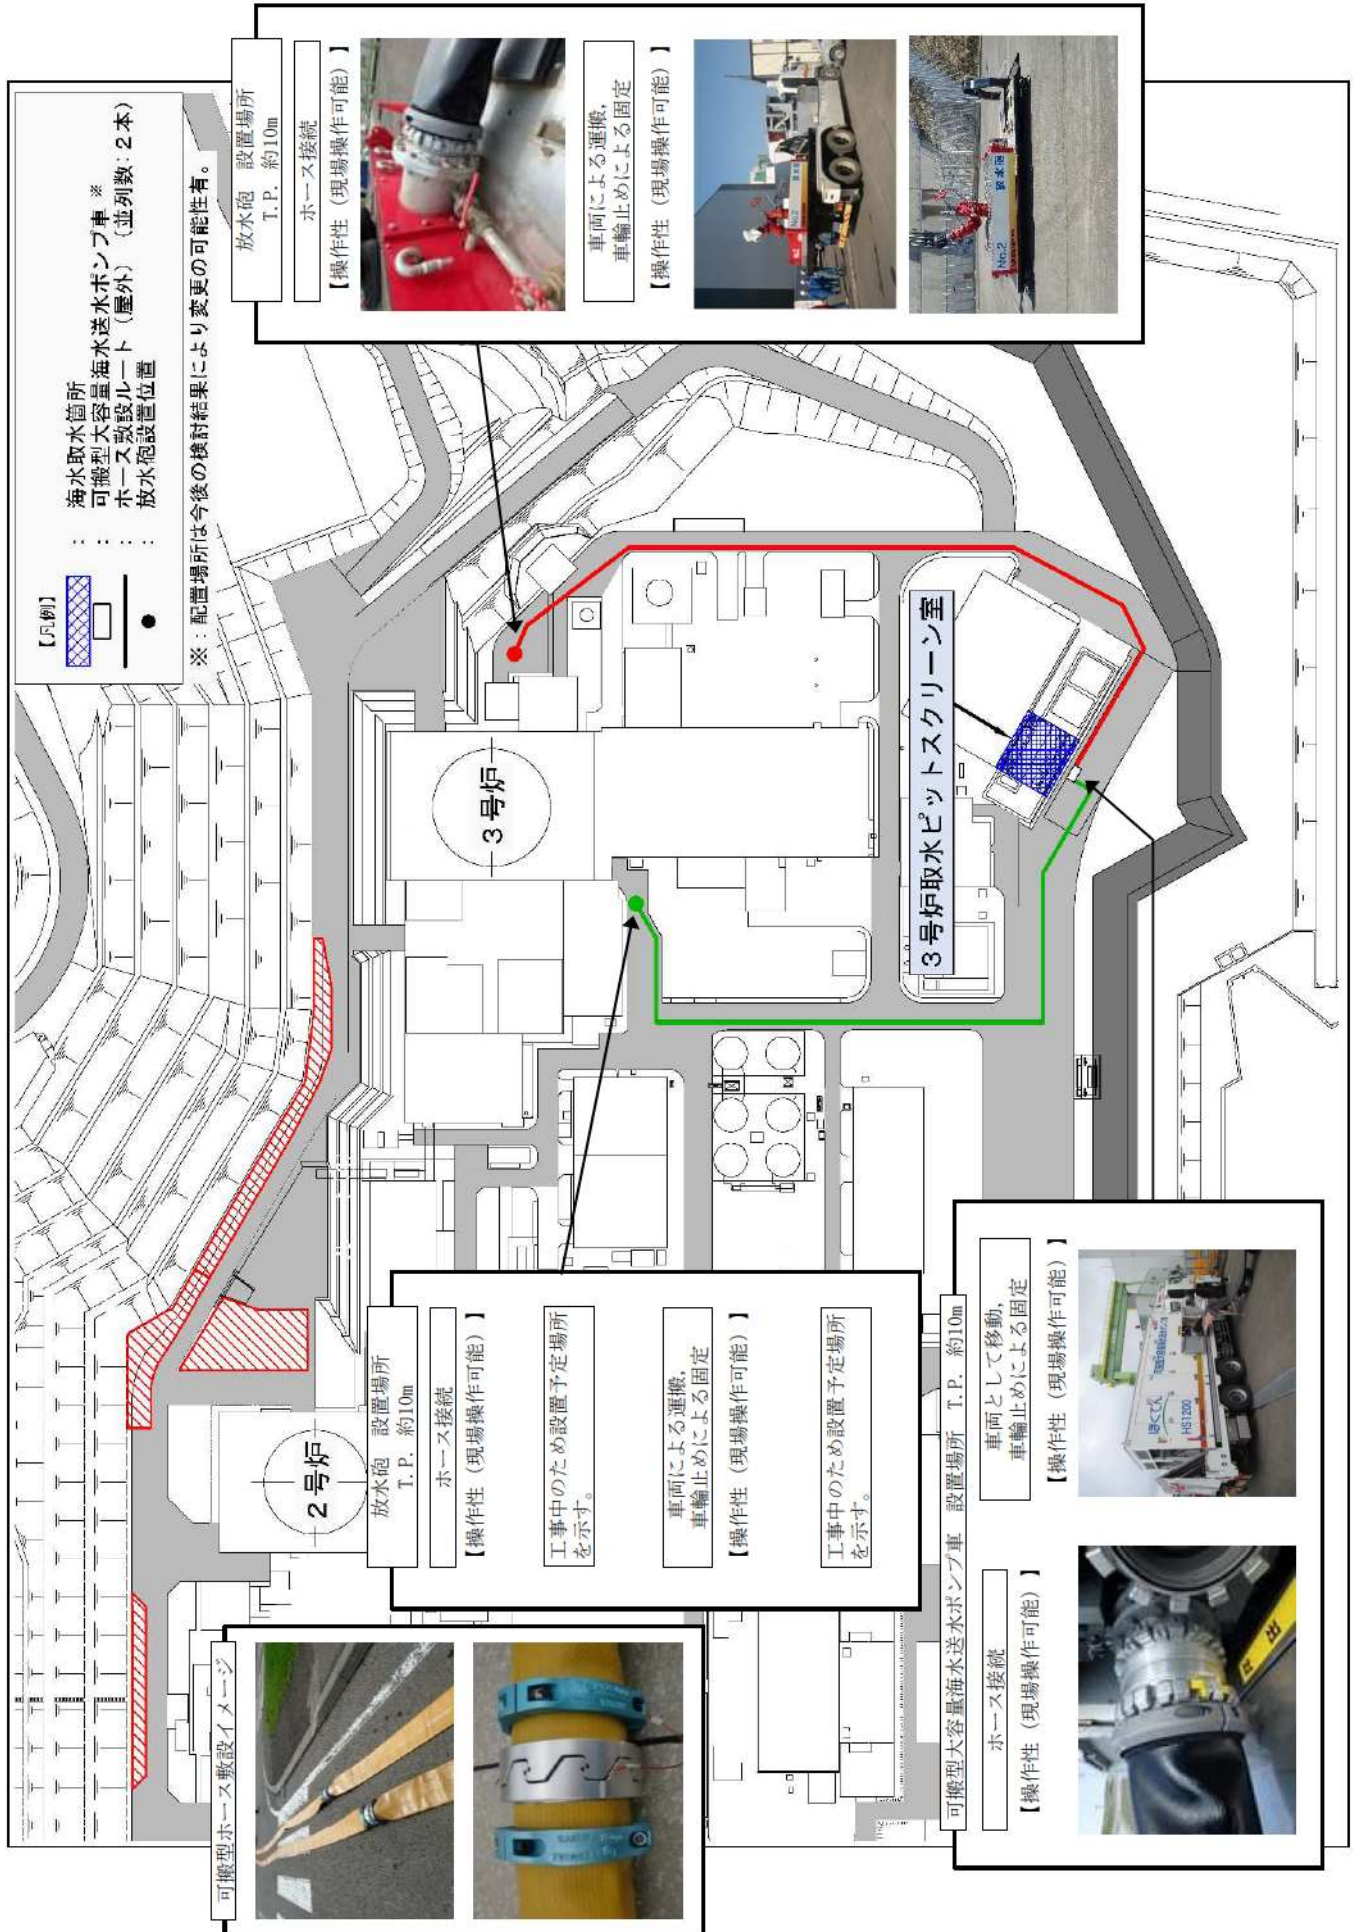 【凡例】
： 海水取水箇所
： 可搬型大容量海水送水ポンプ車 ※
： ホース敷設ルート（屋外）（並列数：２本）
： 放水砲設置位置
※：配置場所は今後の検討結果により変更の可能性有。
放水砲 設置場所
T.P. 約10m
ホース接続
【操作性（現場操作可能）】
車両による運搬，
車輪止めによる固定
【操作性（現場操作可能）】
No.2
No.2
放水砲
３号炉
３号炉取水ピットスクリーン室
２号炉
放水砲 設置場所
T.P. 約10m
ホース接続
【操作性（現場操作可能）】
工事中のため設置予定場所
を示す。
車両による運搬，
車輪止めによる固定
【操作性（現場操作可能）】
工事中のため設置予定場所
を示す。
可搬型ホース敷設イメージ
可搬型大容量海水送水ポンプ車 設置場所 T.P. 約10m
ホース接続
【操作性（現場操作可能）】
車両として移動，
車輪止めによる固定
【操作性（現場操作可能）】
ほくでん
HS1200